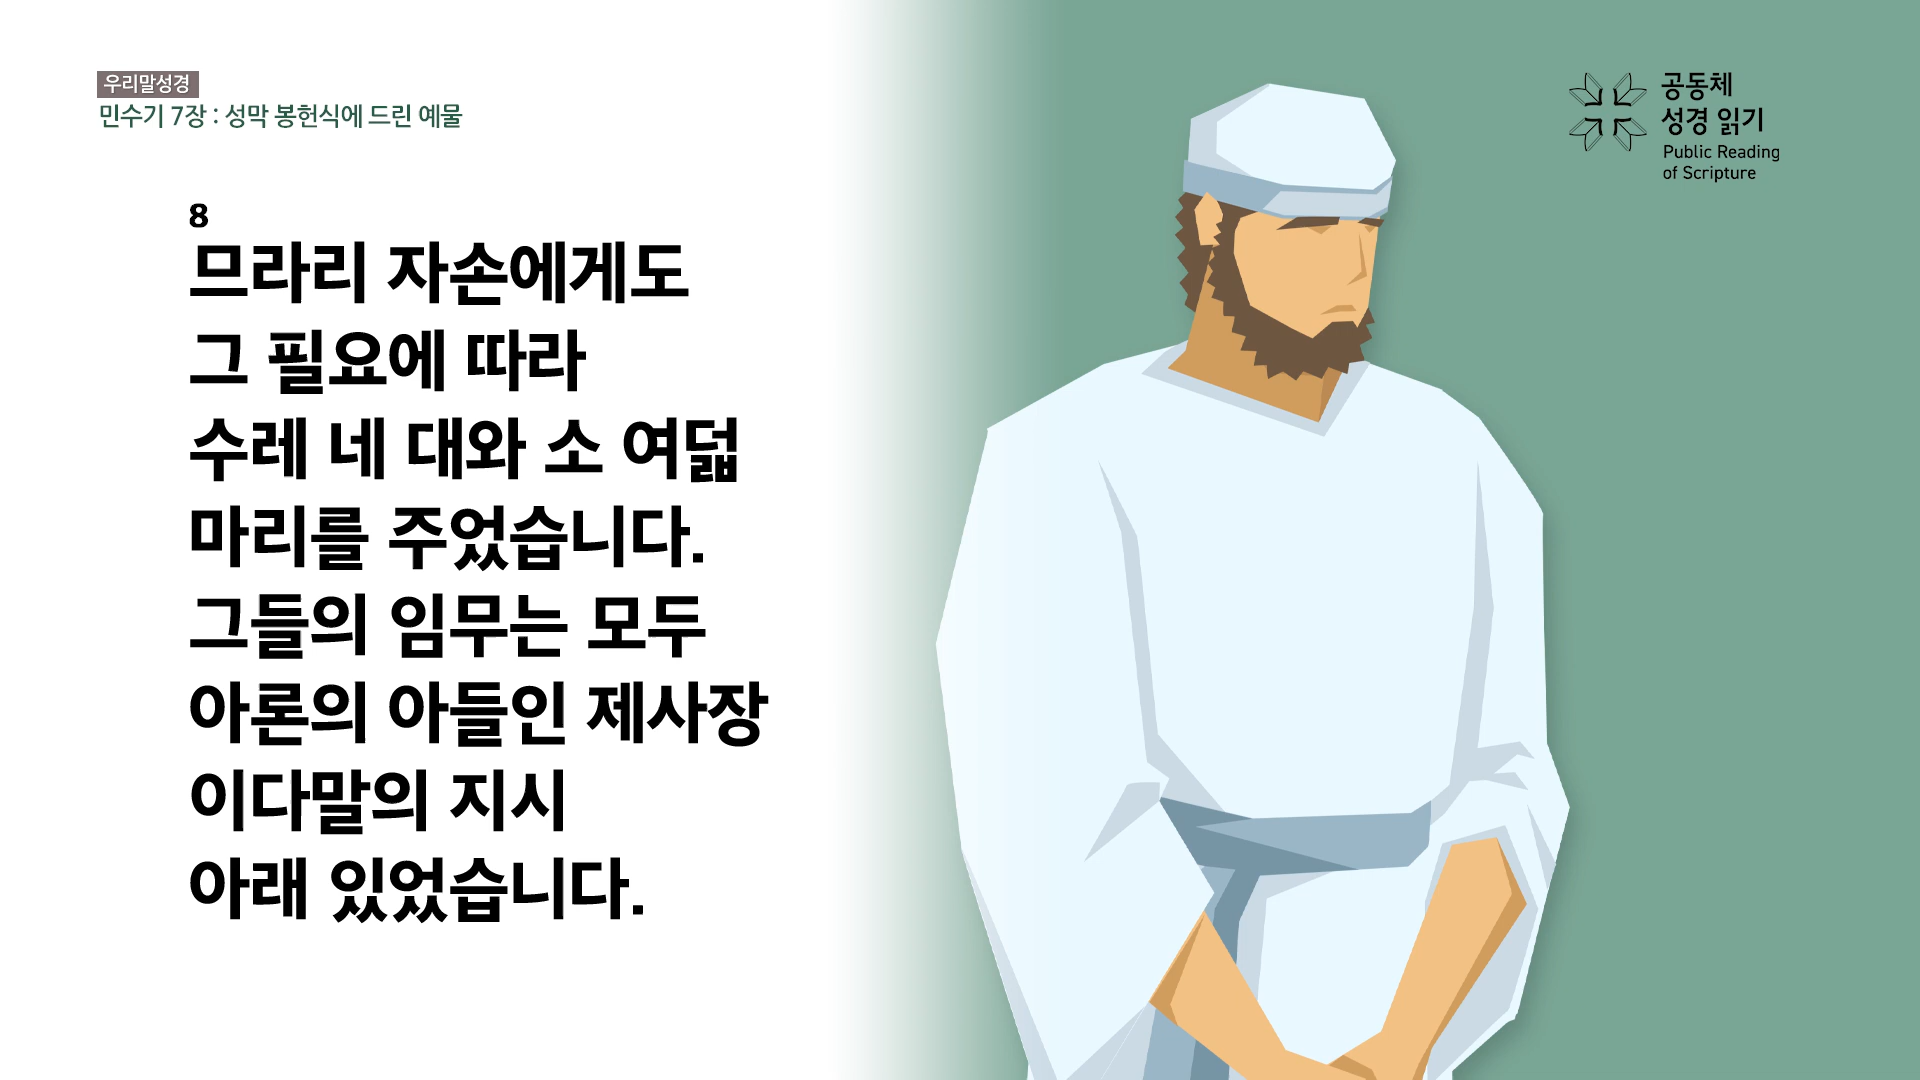 우리말성경
민수기 7장 : 성막 봉헌식에 드린 예물
공동체
성경 읽기
Public Reading
of Scripture
8
므라리 자손에게도
그 필요에 따라
수레 네 대와 소 여덟
마리를 주었습니다.
그들의 임무는 모두
아론의 아들인 제사장
이다말의 지시
아래 있었습니다.